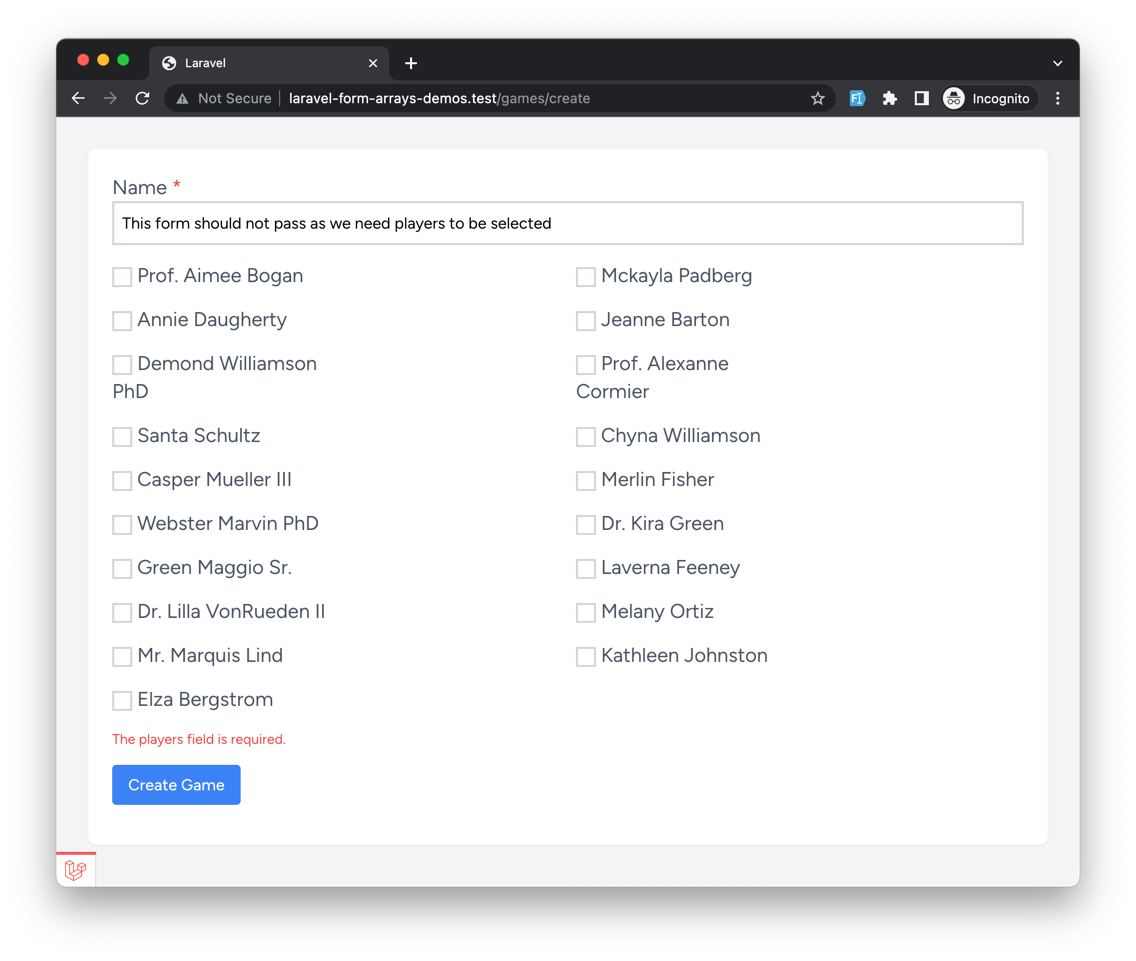 Laravel
Not Secure laravel-form-arrays-demos.test/games/create Incognito
Name *
This form should not pass as we need players to be selected
Prof. Aimee Bogan Mckayla Padberg
Annie Daugherty Jeanne Barton
Demond Williamson Prof. Alexanne
PhD Cormier
Santa Schultz Chyna Williamson
Casper Mueller III Merlin Fisher
Webster Marvin PhD Dr. Kira Green
Green Maggio Sr. Laverna Feeney
Dr. Lilla VonRueden II Melany Ortiz
Mr. Marquis Lind Kathleen Johnston
Elza Bergstrom
The players field is required.
Create Game